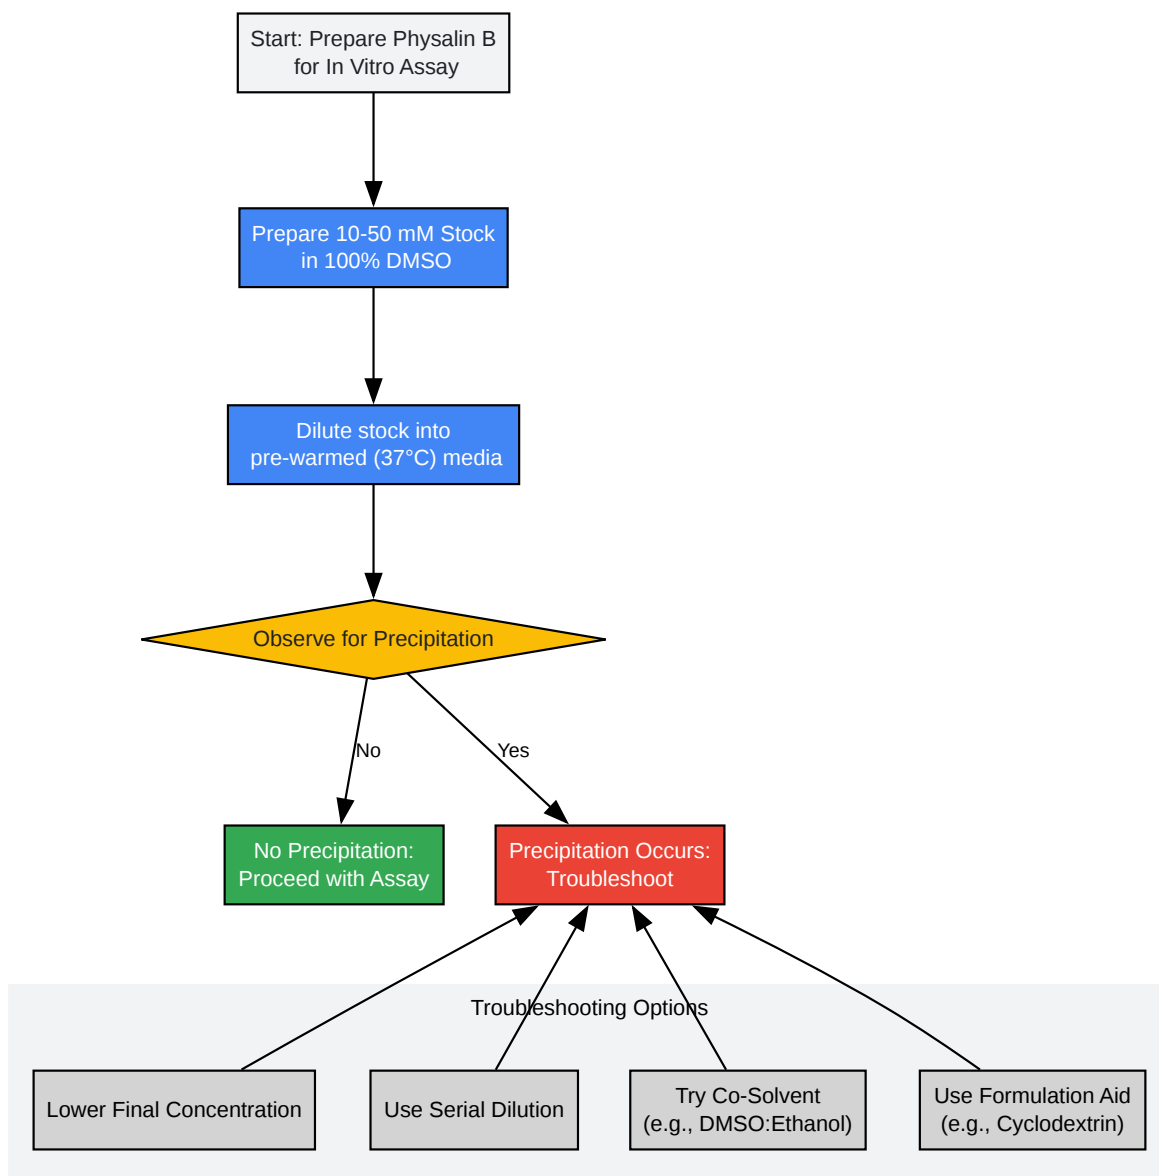 Start: Prepare Physalin B
for In Vitro Assay
Prepare 10-50 mM Stock
in 100% DMSO
Dilute stock into
pre-warmed (37°C) media
Observe for Precipitation
No
Yes
No Precipitation:
Proceed with Assay
Precipitation Occurs:
Troubleshoot
Troubleshooting Options
Lower Final Concentration
Use Serial Dilution
Try Co-Solvent
(e.g., DMSO:Ethanol)
Use Formulation Aid
(e.g., Cyclodextrin)